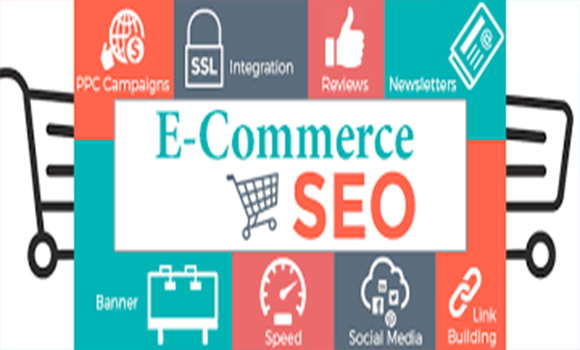 PPC Campaigns
SSL
Integration
Reviews
Newsletters
E-Commerce
SEO
Banner
Speed
Social Media
Link
Building